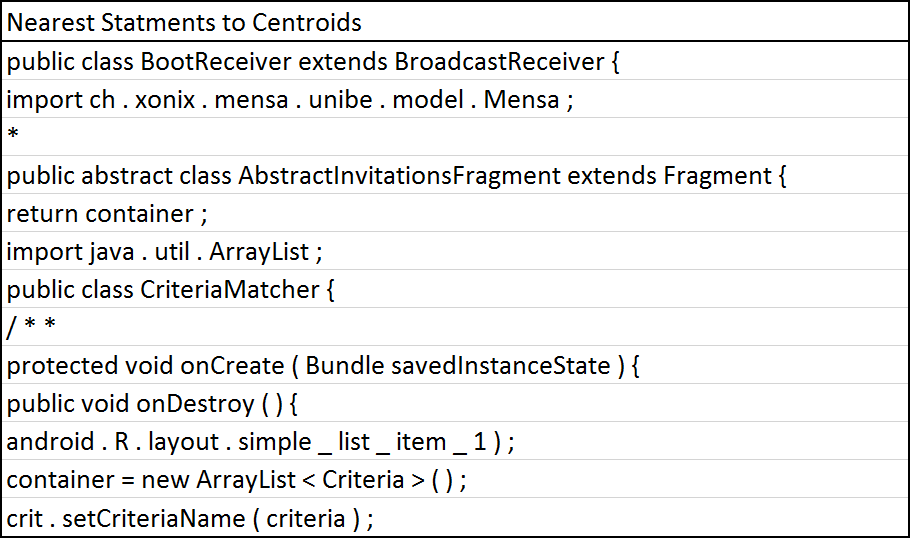 Nearest Statments to Centroids
public class BootReceiver extends BroadcastReceiver {
import ch . xonix . mensa . unibe . model . Mensa ;
*
public abstract class AbstractInvitationsFragment extends Fragment {
return container ;
import java . util . ArrayList ;
public class CriteriaMatcher {
/ * *
protected void onCreate ( Bundle savedInstanceState ) {
public void onDestroy ( ) {
android . R . layout . simple _ list _ item _ 1 ) ;
container = new ArrayList < Criteria > ( ) ;
crit . setCriteriaName ( criteria ) ;